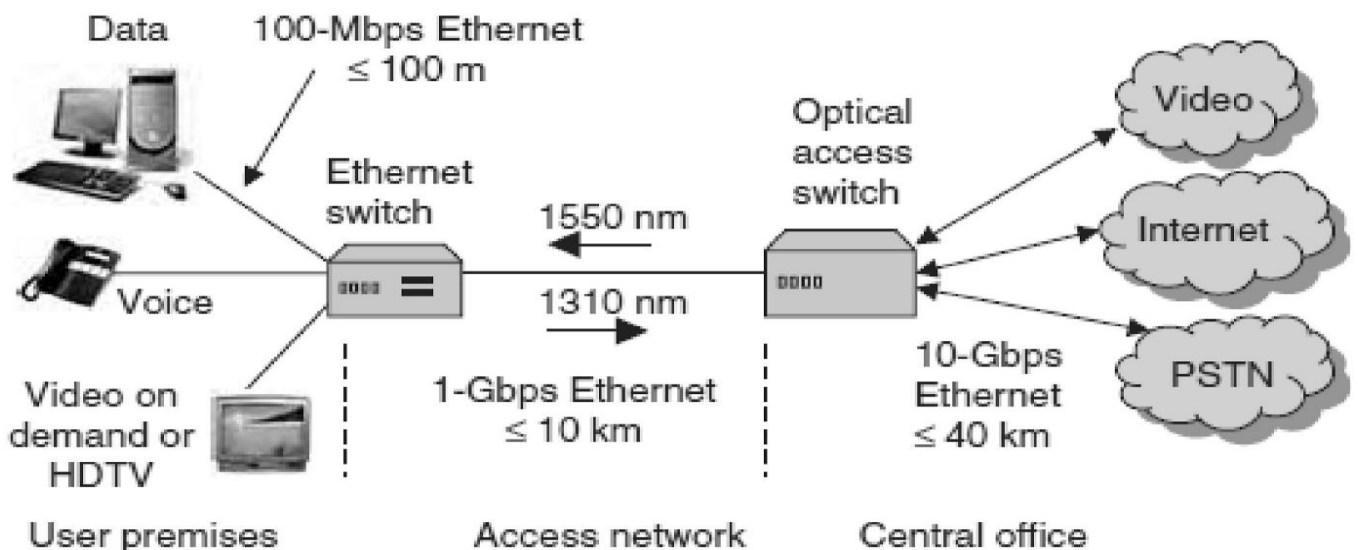 Data
100-Mbps Ethernet
≤ 100 m
Ethernet
switch
Voice
Video on
demand or
HDTV
1550 nm
1310 nm
1-Gbps Ethernet
≤ 10 km
Optical
access
switch
Video
Internet
PSTN
10-Gbps
Ethernet
≤ 40 km
User premises
Access network
Central office